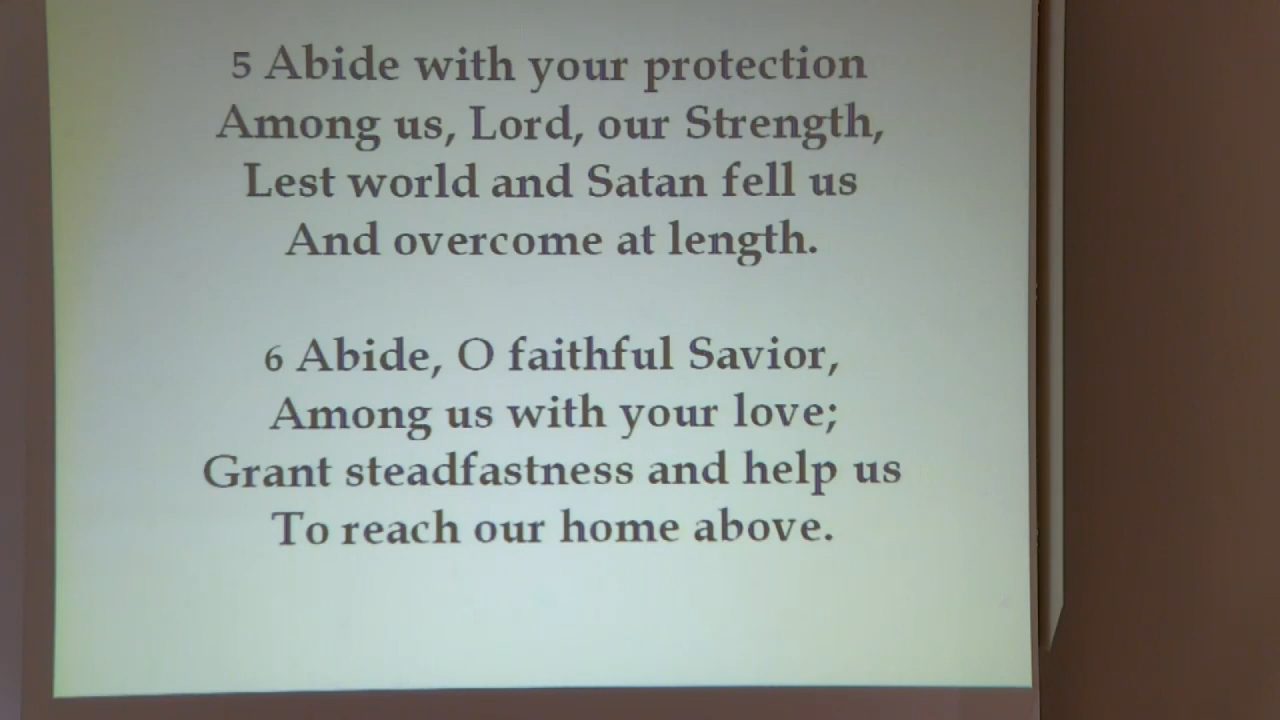 5 Abide with your protection
Among us, Lord, our Strength,
Lest world and Satan fell us
And overcome at length.
6 Abide, O faithful Savior,
Among us with your love;
Grant steadfastness and help us
To reach our home above.